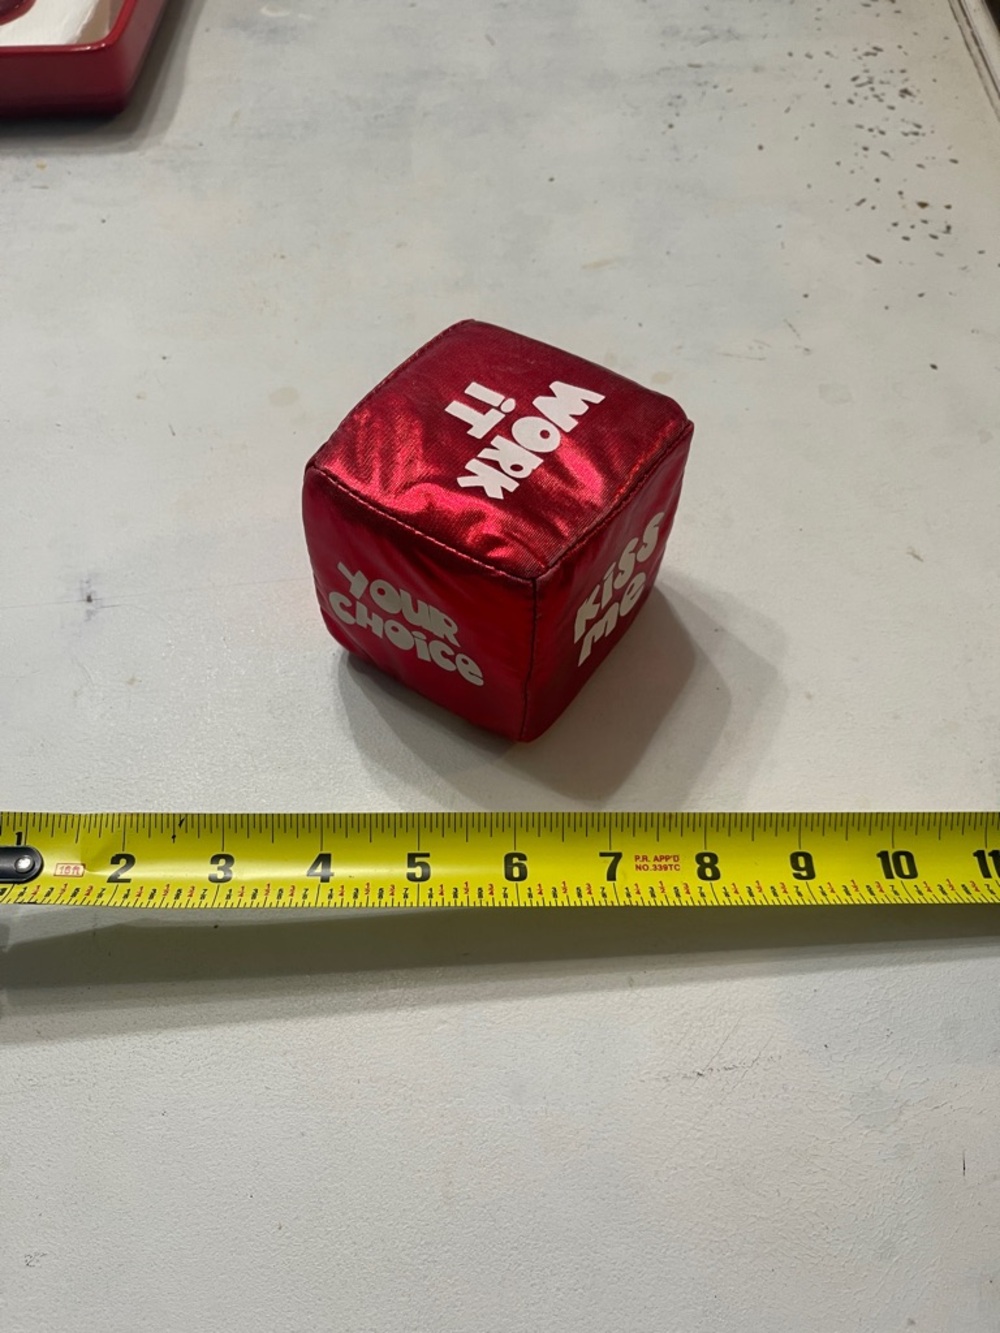 WORK
iT
YOUR
CHOiCe
KiSS
me
1 2 3 4 5 6 7 8 9 10 11
16ft
P.R. APP'D
NO.339TC